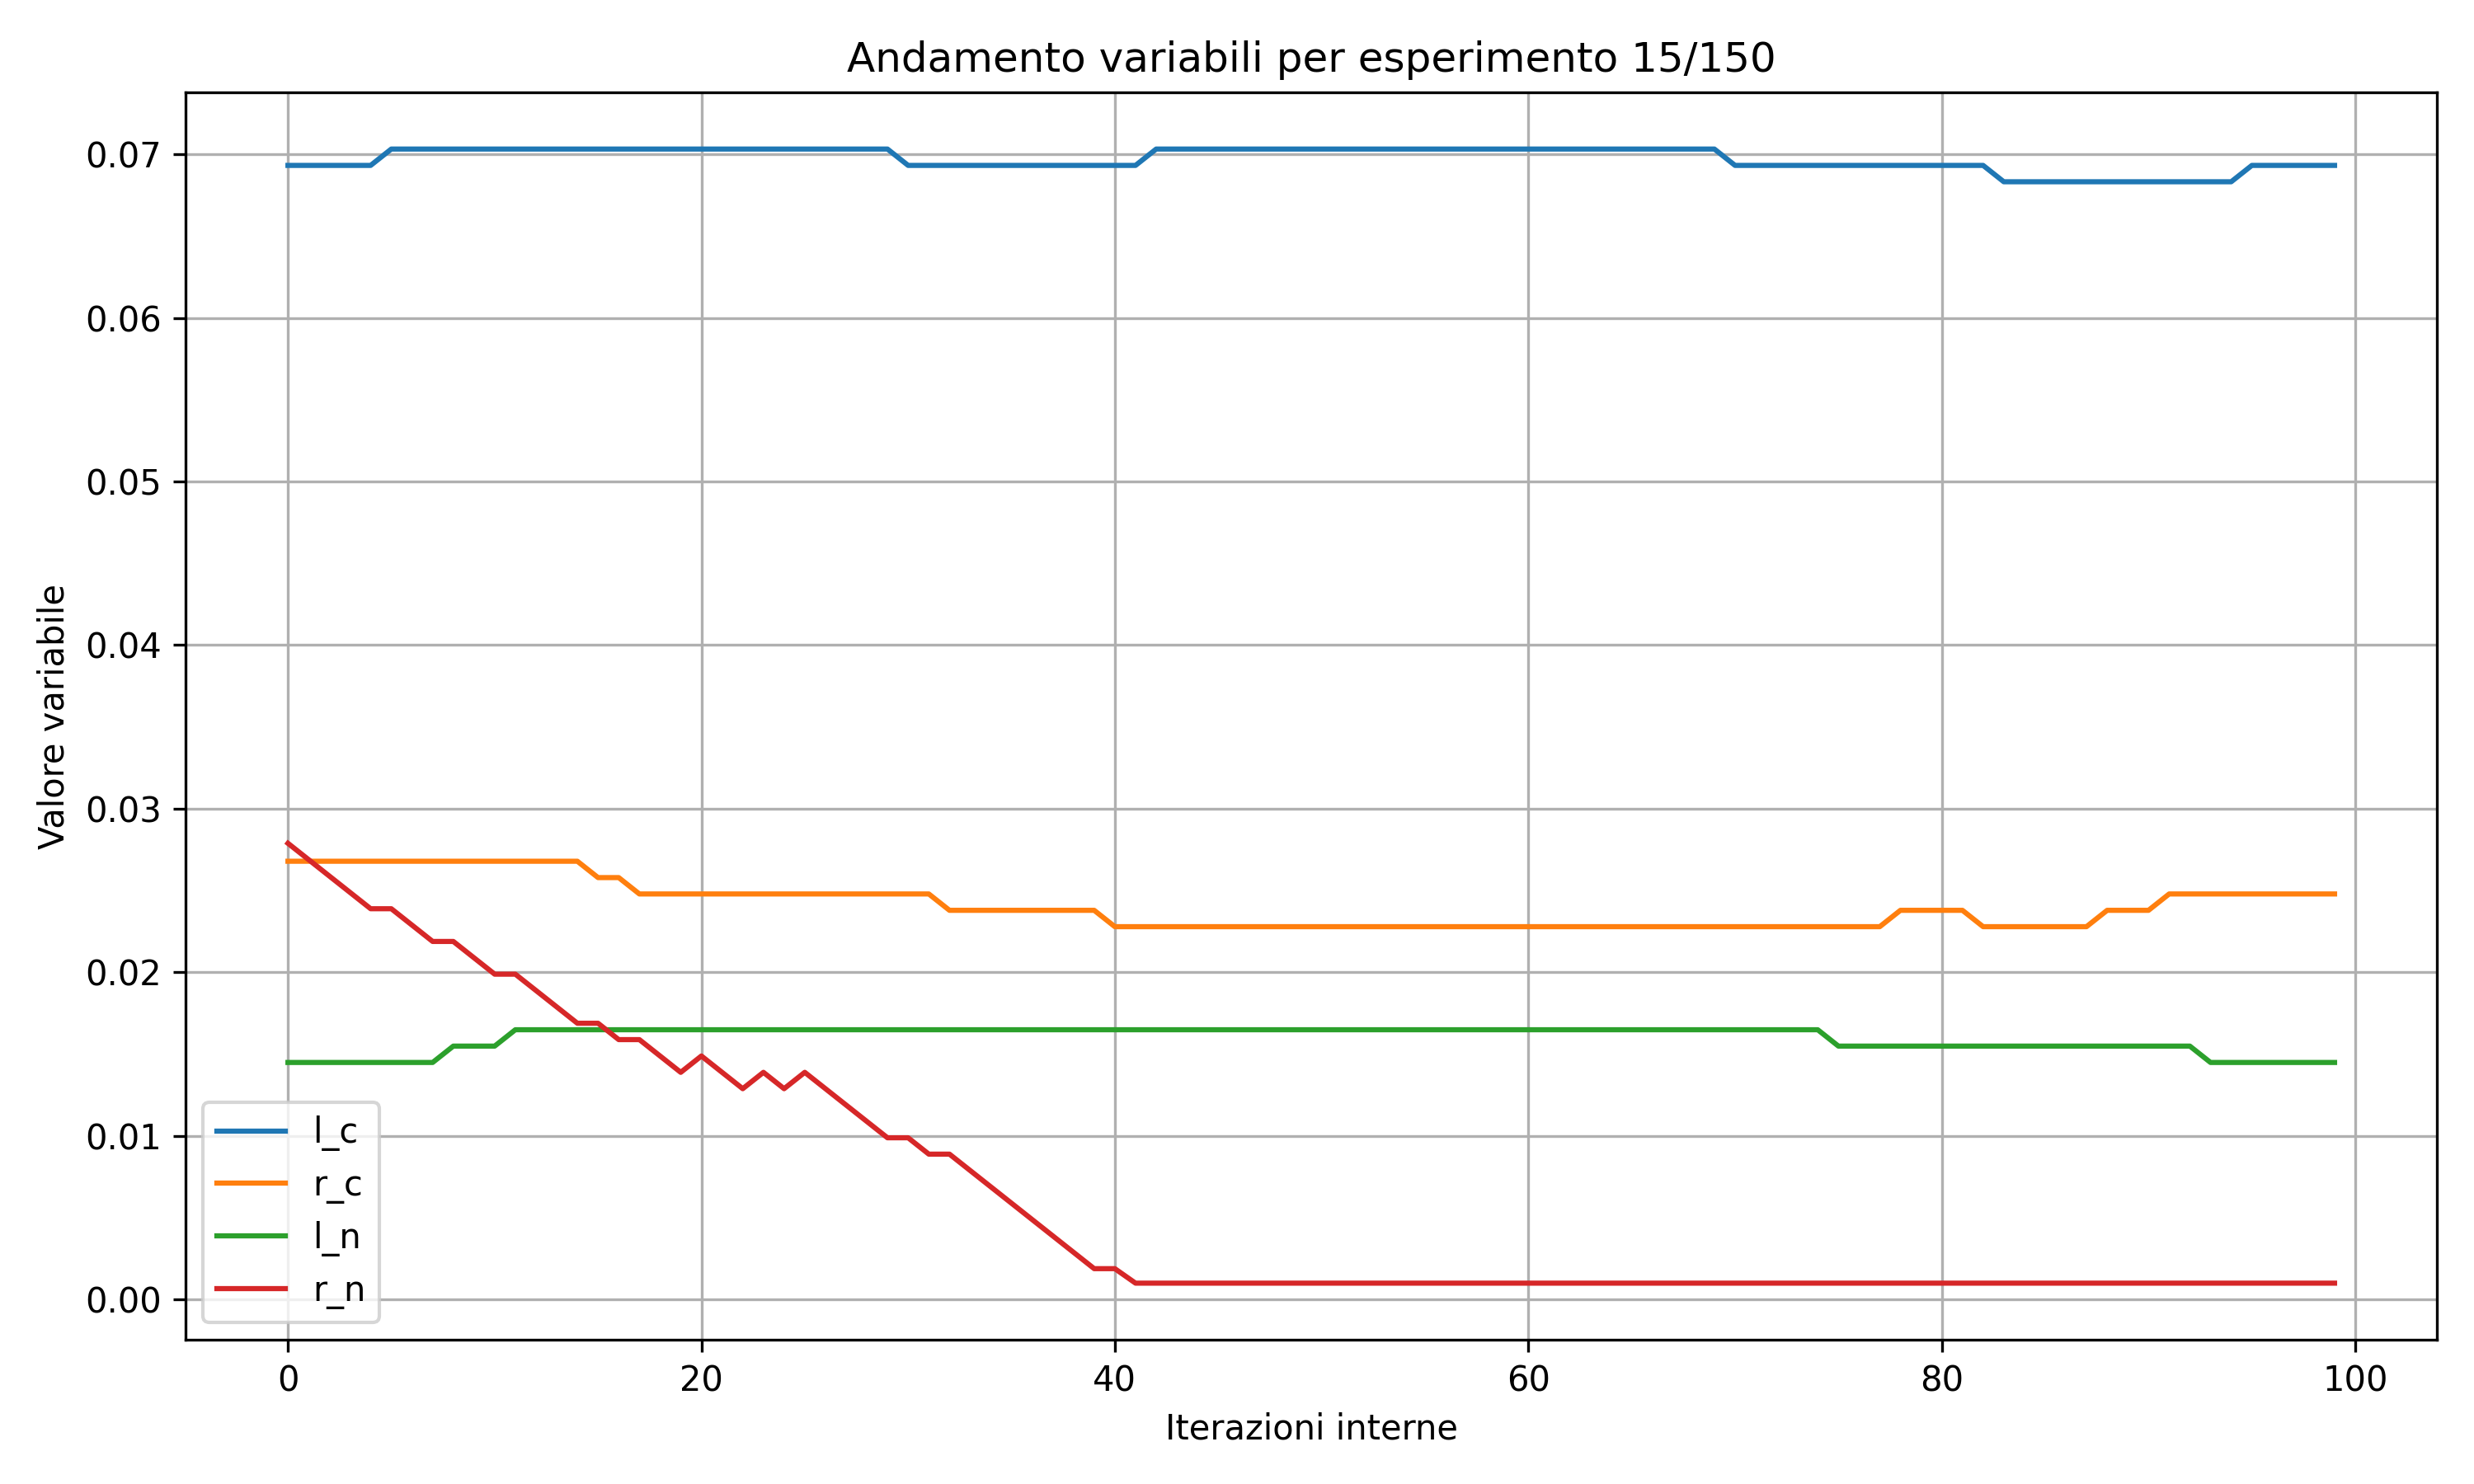 Andamento variabili per esperimento 15/150
Valore variabile
0.07
0.06
0.05
0.04
0.03
0.02
0.01
0.00
l_c
r_c
l_n
r_n
0 20 40 60 80 100
Iterazioni interne